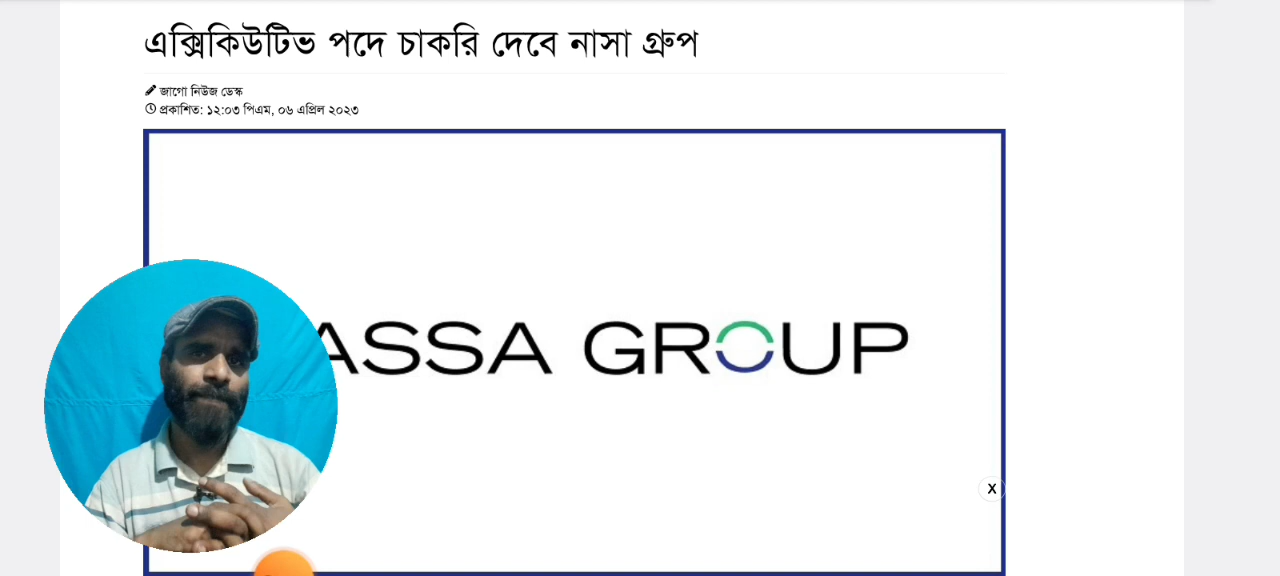 এক্সিকিউটিভ পদে চাকরি দেবে নাসা গ্রুপ
জাগো নিউজ ডেস্ক
প্রকাশিত: ১২:০৩ পিএম, ০৬ এপ্রিল ২০২৩
ASSA GROUP
X